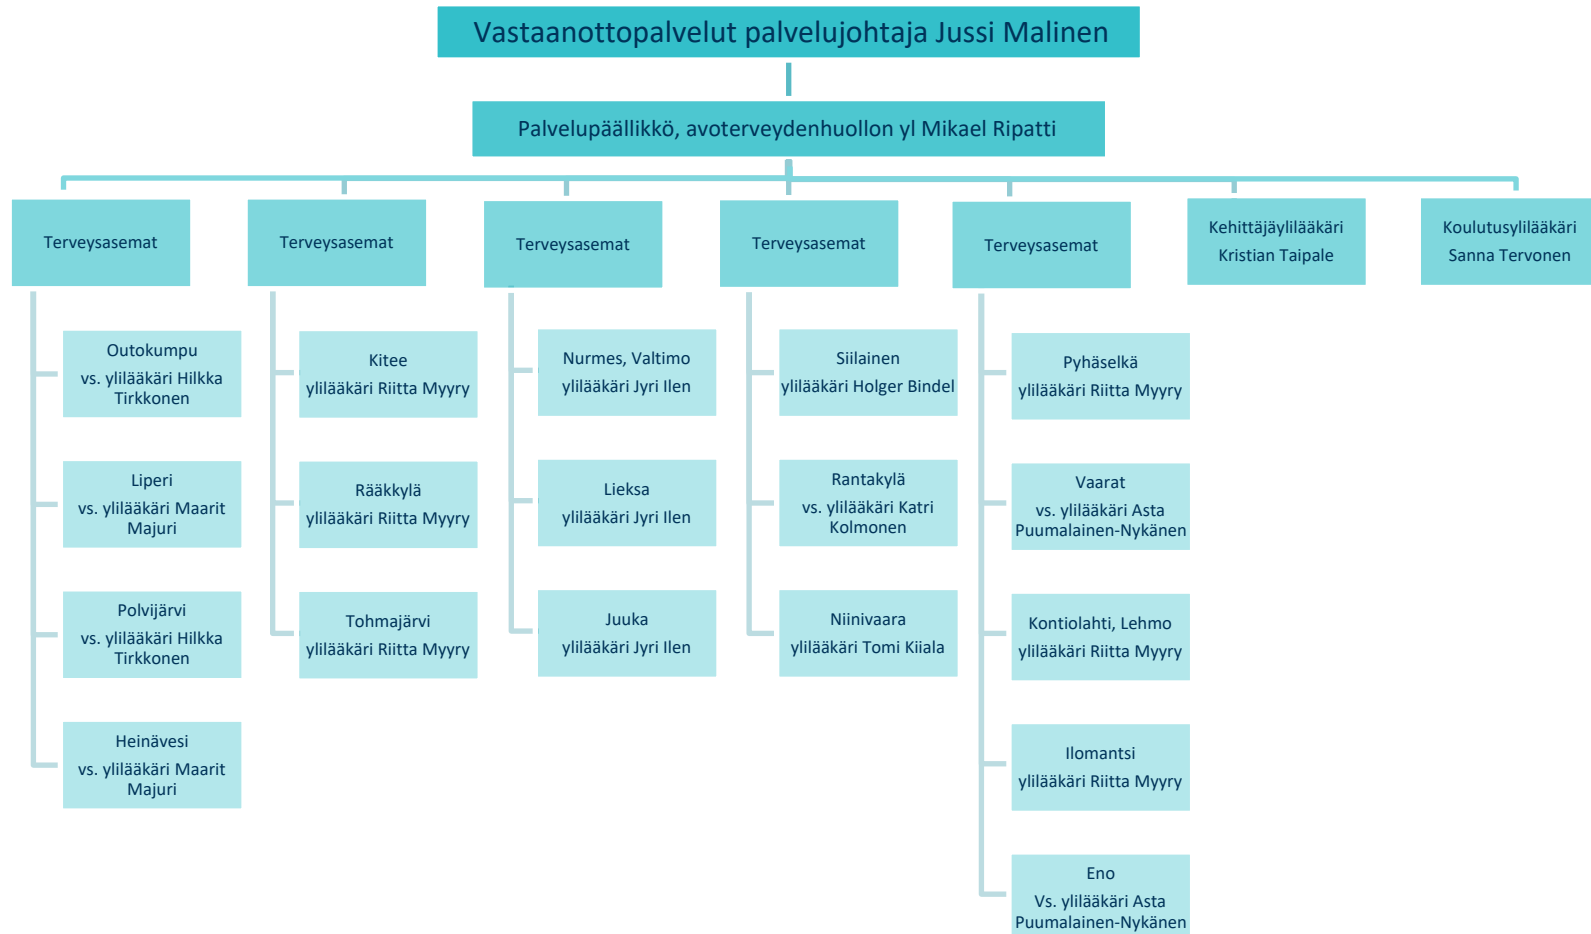 Vastaanottopalvelut palvelujohtaja Jussi Malinen
Palvelupäällikkö, avoterveydenhuollon yl Mikael Ripatti
Terveysasemat
Outokumpu
vs. ylilääkäri Hilkka
Tirkkonen
Liperi
vs. ylilääkäri Maarit
Majuri
Polvijärvi
vs. ylilääkäri Hilkka
Tirkkonen
Heinävesi
vs. ylilääkäri Maarit
Majuri
Terveysasemat
Kitee
ylilääkäri Riitta Myyry
Rääkkylä
ylilääkäri Riitta Myyry
Tohmajärvi
ylilääkäri Riitta Myyry
Terveysasemat
Nurmes, Valtimo
ylilääkäri Jyri Ilen
Lieksa
ylilääkäri Jyri Ilen
Juuka
ylilääkäri Jyri Ilen
Terveysasemat
Siilainen
ylilääkäri Holger Bindel
Rantakylä
vs. ylilääkäri Katri
Kolmonen
Niinivaara
ylilääkäri Tomi Kiiala
Terveysasemat
Pyhäselkä
ylilääkäri Riitta Myyry
Vaarat
vs. ylilääkäri Asta
Puumalainen-Nykänen
Kontiolahti, Lehmo
ylilääkäri Riitta Myyry
Ilomantsi
ylilääkäri Riitta Myyry
Eno
Vs. ylilääkäri Asta
Puumalainen-Nykänen
Kehittäjäylilääkäri
Kristian Taipale
Koulutusylilääkäri
Sanna Tervonen